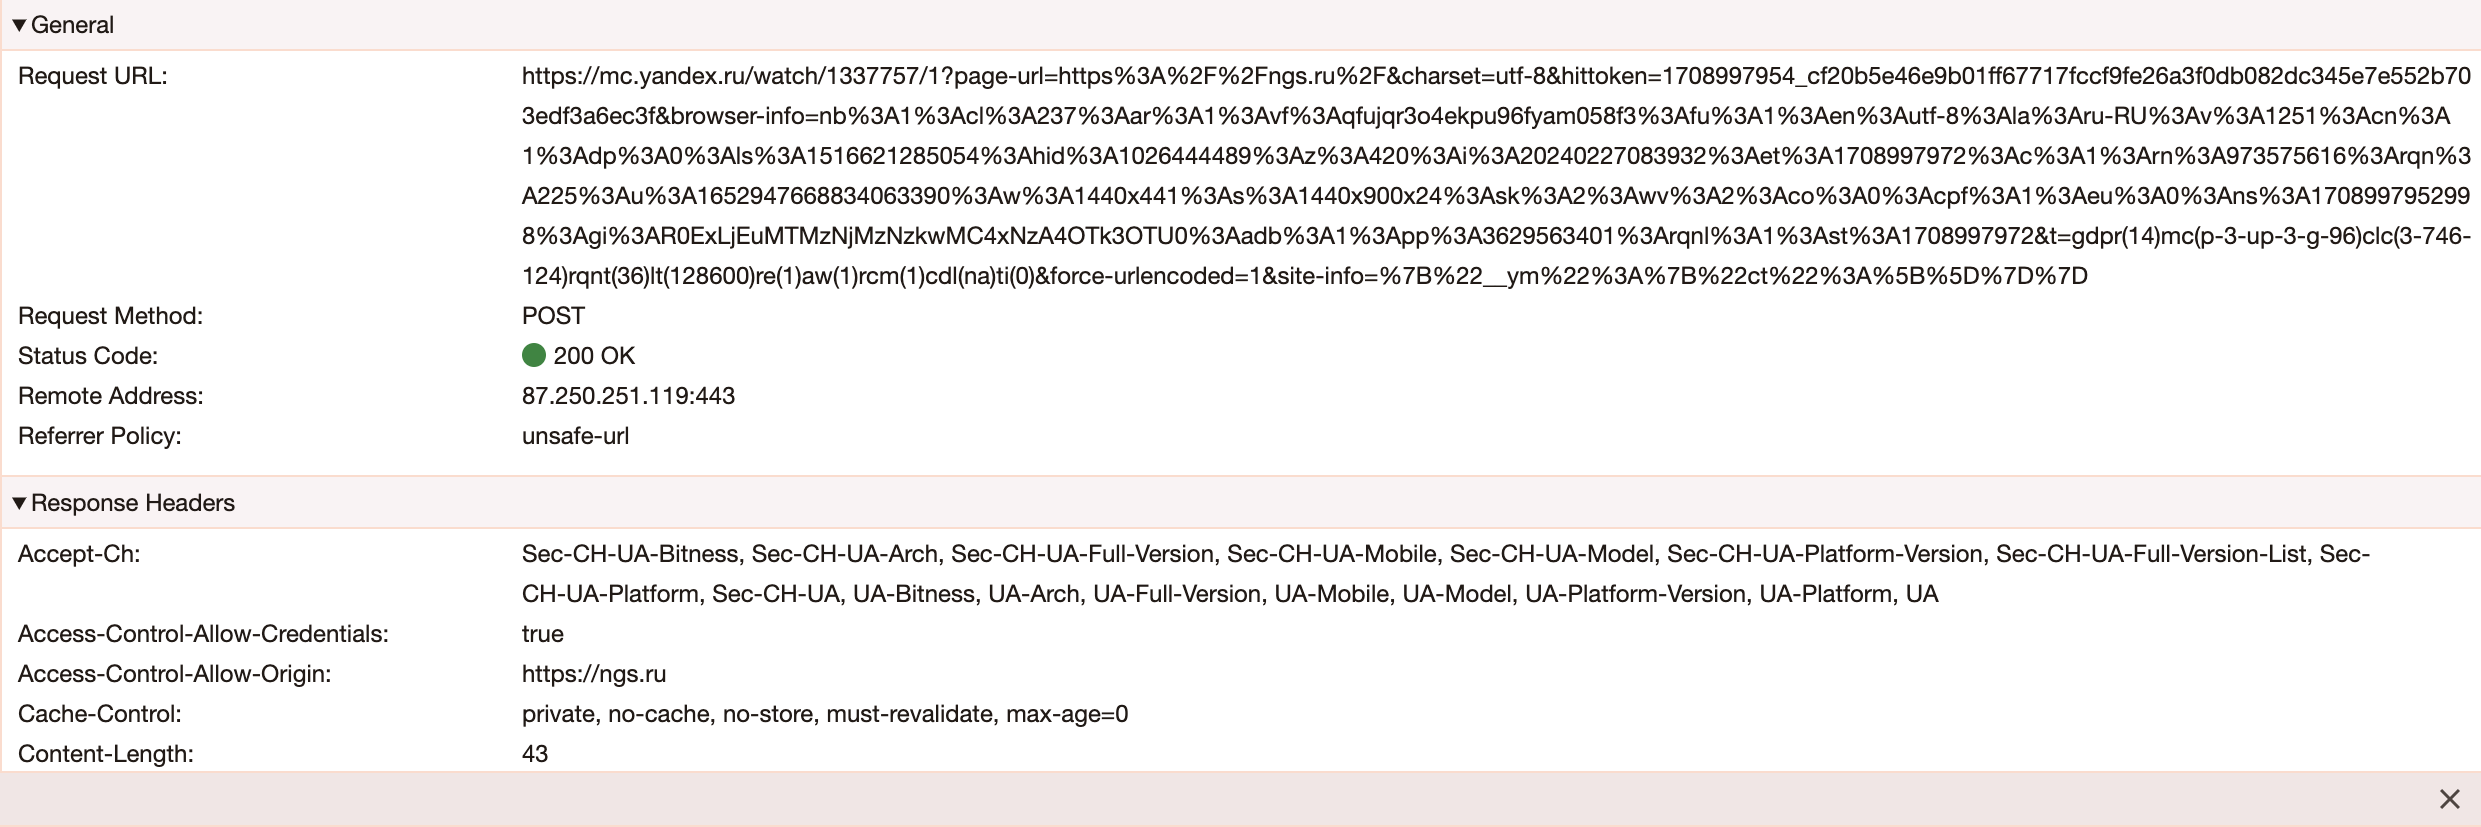 ▼General
Request URL: https://mc.yandex.ru/watch/1337757/1?page-url=https%3A%2F%2Fngs.ru%2F&charset=utf-8&hittoken=1708997954_cf20b5e46e9b01ff67717fccf9fe26a3f0db082dc345e7e552b70
3edf3a6ec3f&browser-info=nb%3A1%3Acl%3A237%3Aar%3A1%3Avf%3Aqfujqr3o4ekpu96fyam058f3%3Afu%3A1%3Aen%3Autf-8%3Ala%3Aru-RU%3Av%3A1251%3Acn%3A
1%3Adp%3A0%3Als%3A1516621285054%3Ahid%3A1026444489%3Az%3A420%3Ai%3A20240227083932%3Aet%3A1708997972%3Ac%3A1%3Arn%3A973575616%3Arqn%3
A225%3Au%3A1652947668834063390%3Aw%3A1440x441%3As%3A1440x900x24%3Ask%3A2%3Awv%3A2%3Aco%3A0%3Acpf%3A1%3Aeu%3A0%3Ans%3A170899795299
8%3Agi%3AR0ExLjEuMTMzNjMzNzkwMC4xNzA4OTk3OTU0%3Aadb%3A1%3App%3A3629563401%3Arqnl%3A1%3Ast%3A1708997972&t=gdpr(14)mc(p-3-up-3-g-96)clc(3-746-
124)rqnt(36)lt(128600)re(1)aw(1)rcm(1)cdl(na)ti(0)&force-urlencoded=1&site-info=%7B%22__ym%22%3A%7B%22ct%22%3A%5B%5D%7D%7D
Request Method: POST
Status Code: 200 OK
Remote Address: 87.250.251.119:443
Referrer Policy: unsafe-url
▼Response Headers
Accept-Ch: Sec-CH-UA-Bitness, Sec-CH-UA-Arch, Sec-CH-UA-Full-Version, Sec-CH-UA-Mobile, Sec-CH-UA-Model, Sec-CH-UA-Platform-Version, Sec-CH-UA-Full-Version-List, Sec-
CH-UA-Platform, Sec-CH-UA, UA-Bitness, UA-Arch, UA-Full-Version, UA-Mobile, UA-Model, UA-Platform-Version, UA-Platform, UA
Access-Control-Allow-Credentials: true
Access-Control-Allow-Origin: https://ngs.ru
Cache-Control: private, no-cache, no-store, must-revalidate, max-age=0
Content-Length: 43